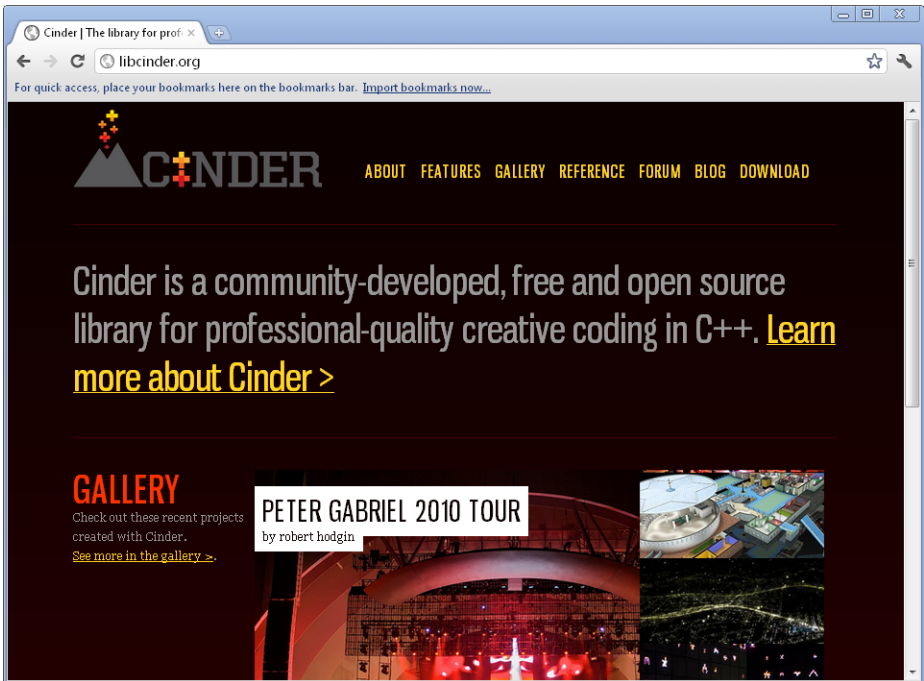 Cinder | The library for prof
libcinder.org
For quick access, place your bookmarks here on the bookmarks bar. Import bookmarks now...
CINDER
ABOUT FEATURES GALLERY REFERENCE FORUM BLOG DOWNLOAD
Cinder is a community-developed, free and open source
library for professional-quality creative coding in C++. Learn
more about Cinder >
GALLERY
Check out these recent projects
created with Cinder.
See more in the gallery >.
PETER GABRIEL 2010 TOUR
by robert hodgin